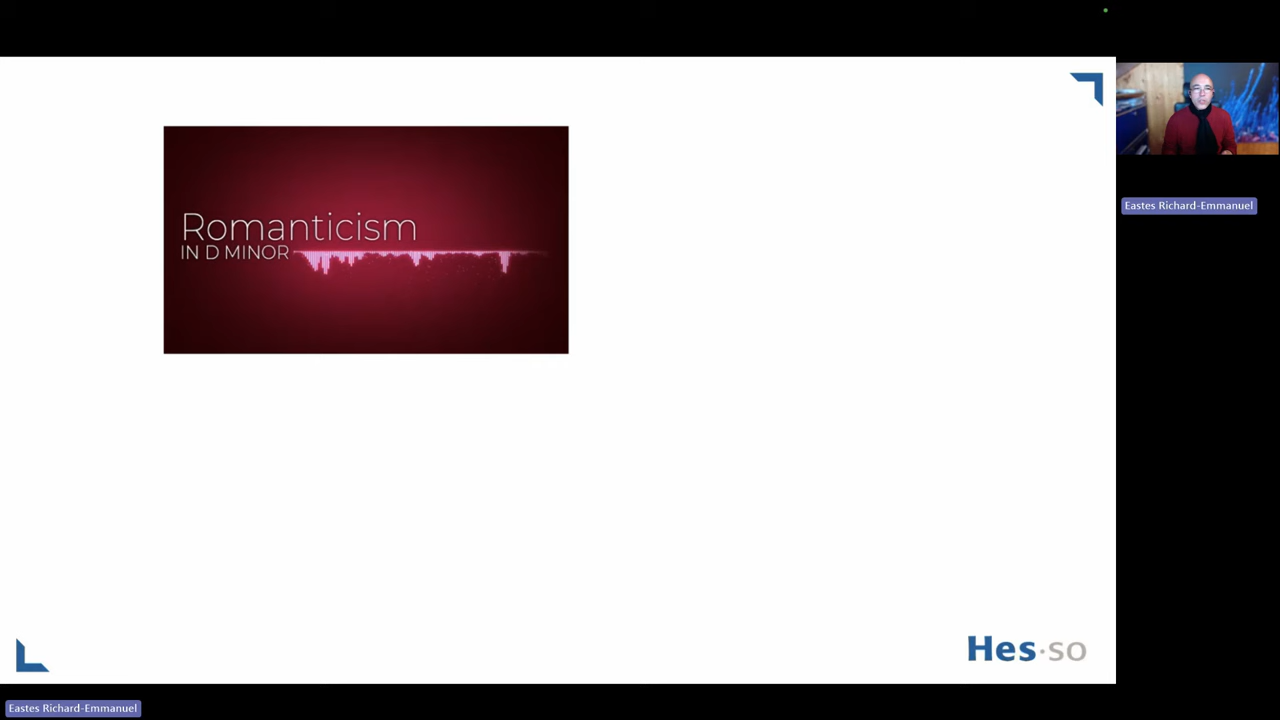 Romanticism
IN D MINOR
Eastes Richard-Emmanuel
Hes·so
Eastes Richard-Emmanuel